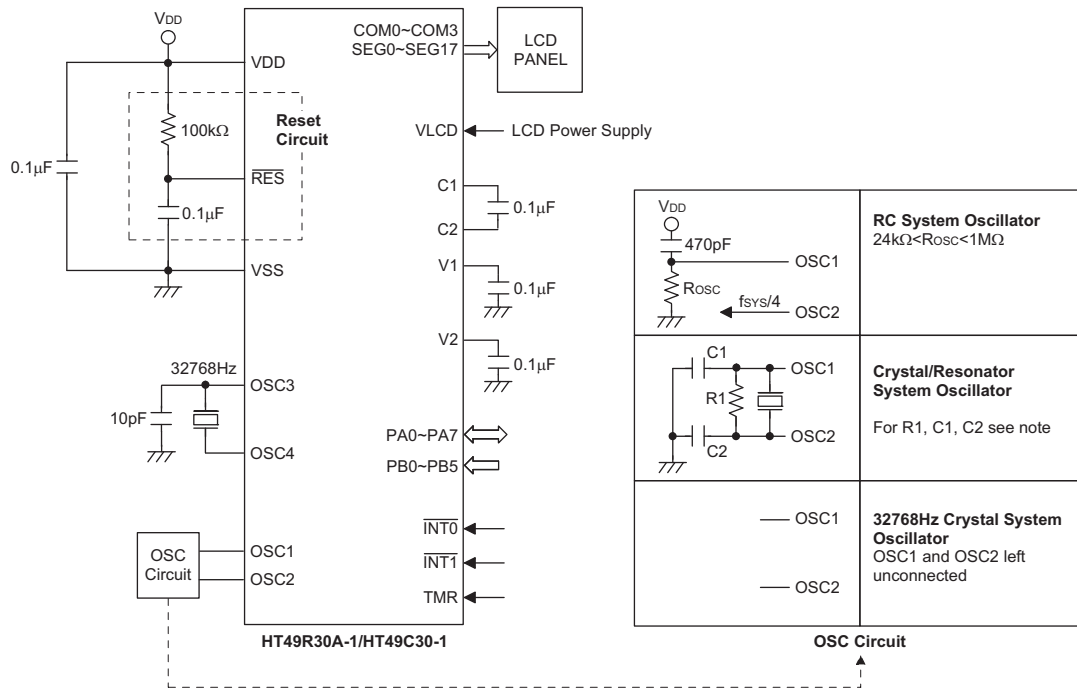 VDD
COM0~COM3
SEG0~SEG17
LCD
PANEL
VDD
100kΩ
Reset
Circuit
VLCD
LCD Power Supply
0.1μF
RES
C1
0.1μF
0.1μF
C2
VSS
V1
0.1μF
V2
0.1μF
32768Hz
OSC3
10pF
OSC4
PA0~PA7
PB0~PB5
INT0
OSC
Circuit
OSC1
OSC2
INT1
TMR
HT49R30A-1/HT49C30-1
VDD
470pF
OSC1
ROSC
fSYS/4
OSC2
RC System Oscillator
24kΩ<ROSC<1MΩ
C1
OSC1
R1
OSC2
C2
Crystal/Resonator
System Oscillator
For R1, C1, C2 see note
OSC1
OSC2
32768Hz Crystal System
Oscillator
OSC1 and OSC2 left
unconnected
OSC Circuit